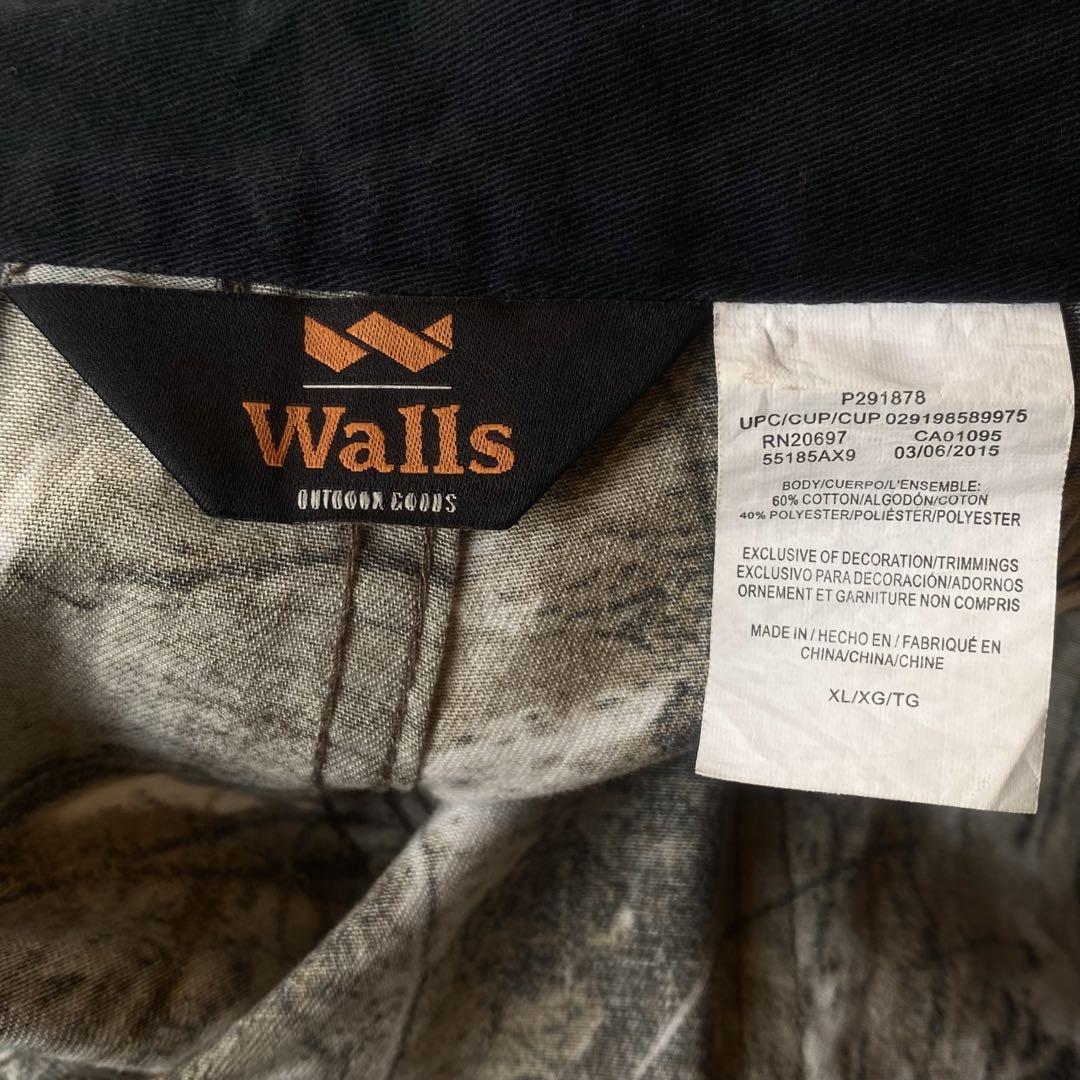 Walls
OUTDOOR GOODS
P291878
UPC/CUP/CUP 029198589975
RN20697 CA01095
55185AX9 03/06/2015
BODY/CUERPO/L'ENSEMBLE:
60% COTTON/ALGODÓN/COTON
40% POLYESTER/POLIÉSTER/POLYESTER
EXCLUSIVE OF DECORATION/TRIMMINGS
EXCLUSIVO PARA DECORACIÓN/ADORNOS
ORNEMENT ET GARNITURE NON COMPRIS
MADE IN / HECHO EN / FABRIQUÉ EN
CHINA/CHINA/CHINE
XL/XG/TG